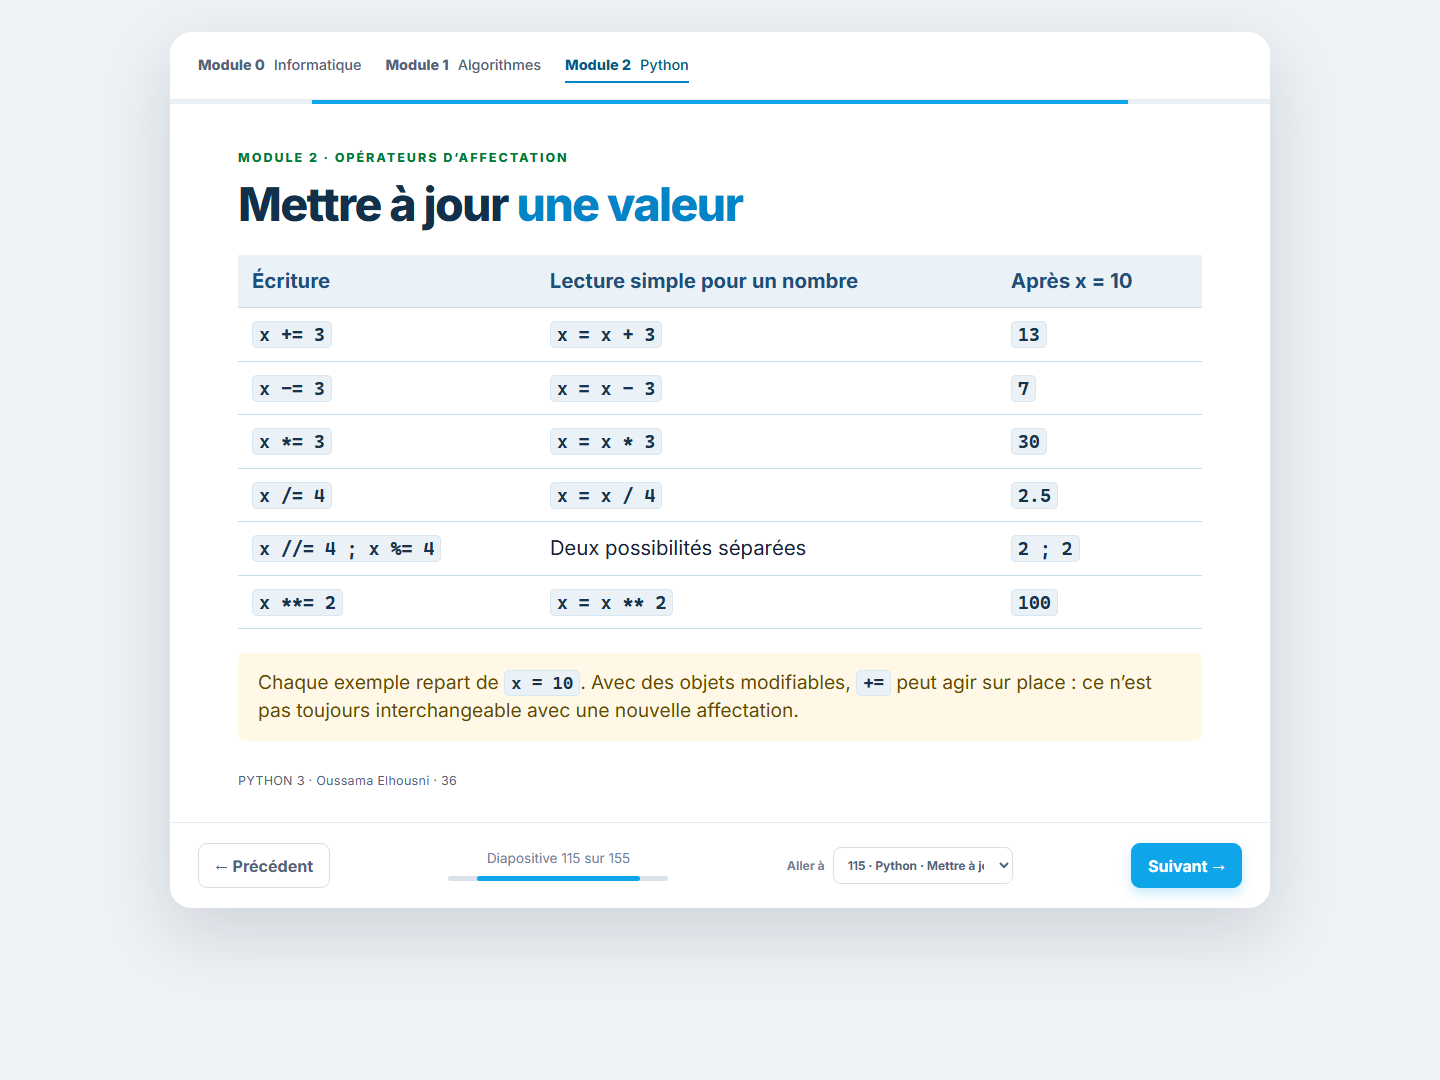 Module 0 Informatique Module 1 Algorithmes Module 2 Python
MODULE 2 · OPÉRATEURS D’AFFECTATION
Mettre à jour une valeur
Écriture Lecture simple pour un nombre Après x = 10
x += 3 x = x + 3 13
x −= 3 x = x − 3 7
x *= 3 x = x * 3 30
x /= 4 x = x / 4 2.5
x //= 4 ; x %= 4 Deux possibilités séparées 2 ; 2
x **= 2 x = x ** 2 100
Chaque exemple repart de x = 10. Avec des objets modifiables, += peut agir sur place : ce n’est
pas toujours interchangeable avec une nouvelle affectation.
PYTHON 3 · Oussama Elhousni · 36
← Précédent Diapositive 115 sur 155 Aller à 115 · Python · Mettre à j Suivant →